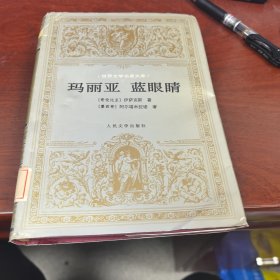 世界文学名著文库
玛丽亚 蓝眼睛
[哥伦比亚] 伊萨克斯 著
[墨西哥] 阿尔塔米拉诺 著
人民文学出版社